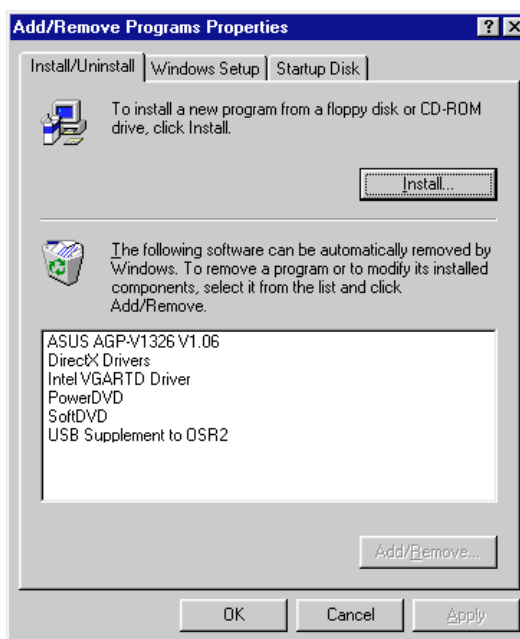 Add/Remove Programs Properties
Install/Uninstall Windows Setup Startup Disk
To install a new program from a floppy disk or CD-ROM
drive, click Install.
Install...
The following software can be automatically removed by
Windows. To remove a program or to modify its installed
components, select it from the list and click
Add/Remove.
ASUS AGP-V1326 V1.06
DirectX Drivers
Intel VGARTD Driver
PowerDVD
SoftDVD
USB Supplement to OSR2
Add/Remove...
OK Cancel Apply